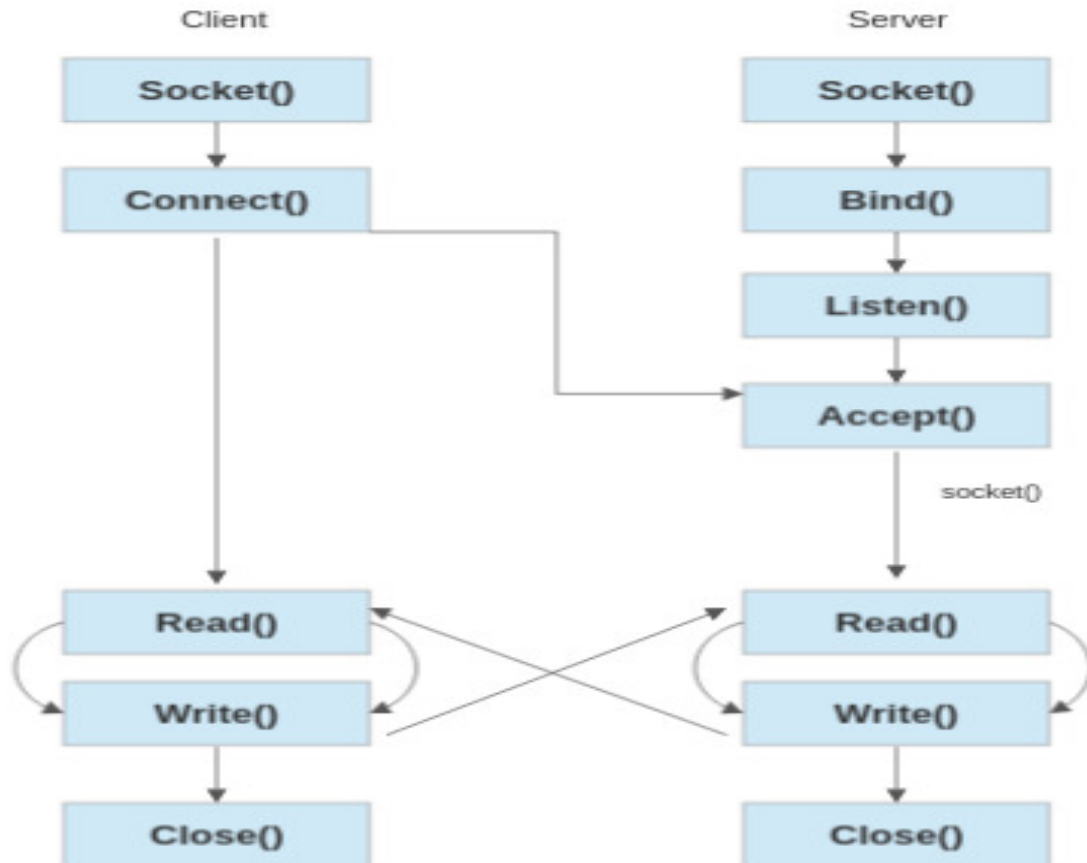 Client
Server
Socket()
Socket()
Connect()
Bind()
Listen()
Accept()
socket()
Read()
Read()
Write()
Write()
Close()
Close()